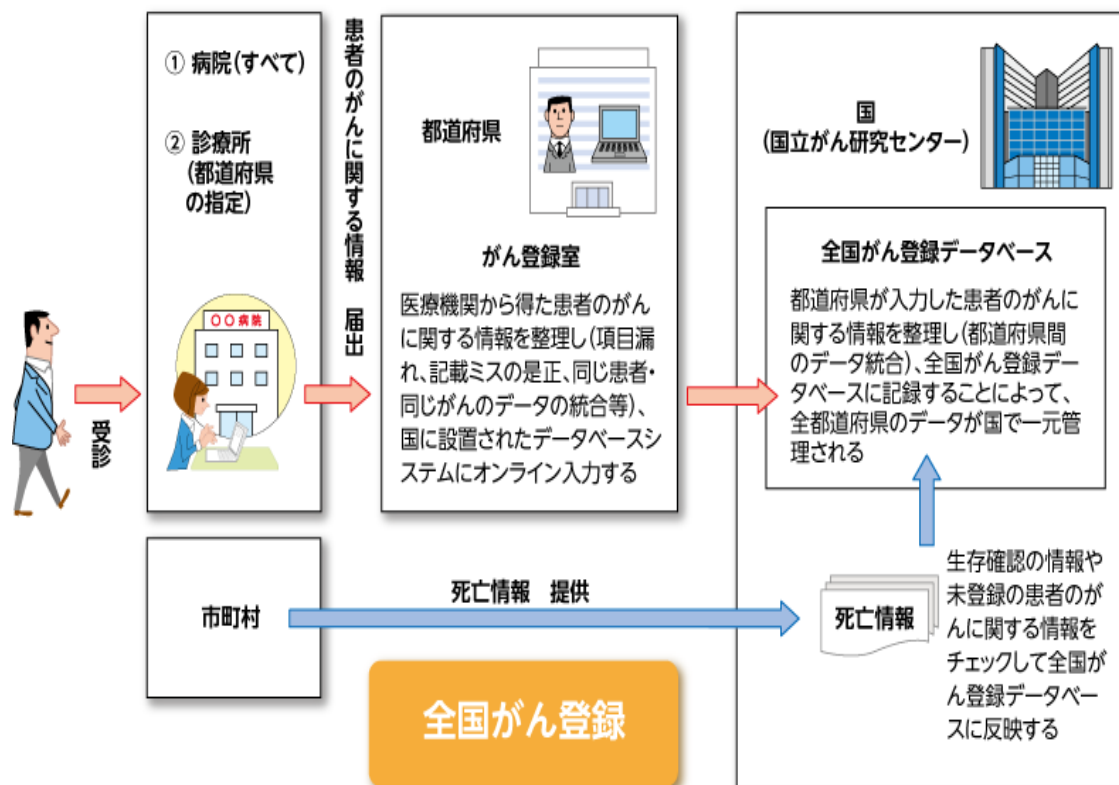 受診
① 病院(すべて)
② 診療所
(都道府県
の指定)
〇〇病院
患者のがんに関する情報 届出
都道府県
がん登録室
医療機関から得た患者のがん
に関する情報を整理し(項目漏
れ、記載ミスの是正、同じ患者・
同じがんのデータの統合等)、
国に設置されたデータベースシ
ステムにオンライン入力する
国
(国立がん研究センター)
全国がん登録データベース
都道府県が入力した患者のがんに
関する情報を整理し(都道府県間
のデータ統合)、全国がん登録デー
タベースに記録することによって、
全都道府県のデータが国で一元管
理される
市町村
死亡情報 提供
死亡情報
生存確認の情報や
未登録の患者のが
んに関する情報を
チェックして全国が
ん登録データベー
スに反映する
全国がん登録